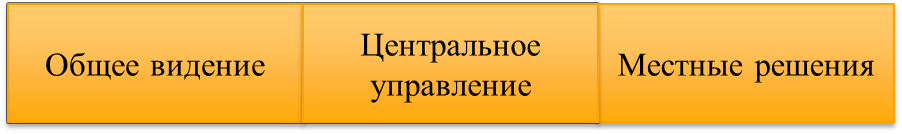 Общее видение
Центральное
управление
Местные решения